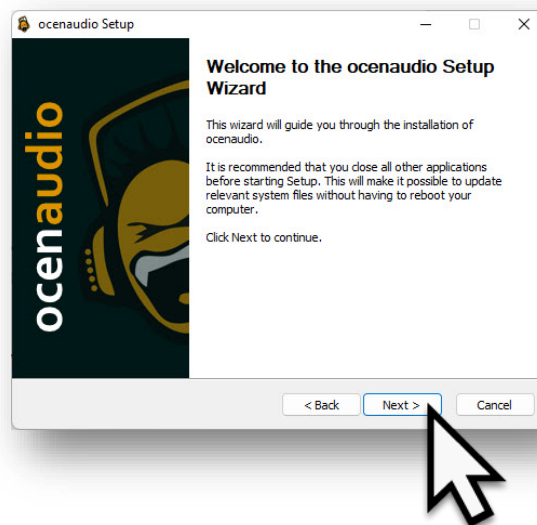 ocenaudio Setup
ocenaudio
Welcome to the ocenaudio Setup
Wizard
This wizard will guide you through the installation of
ocenaudio.
It is recommended that you close all other applications
before starting Setup. This will make it possible to update
relevant system files without having to reboot your
computer.
Click Next to continue.
< Back Next > Cancel